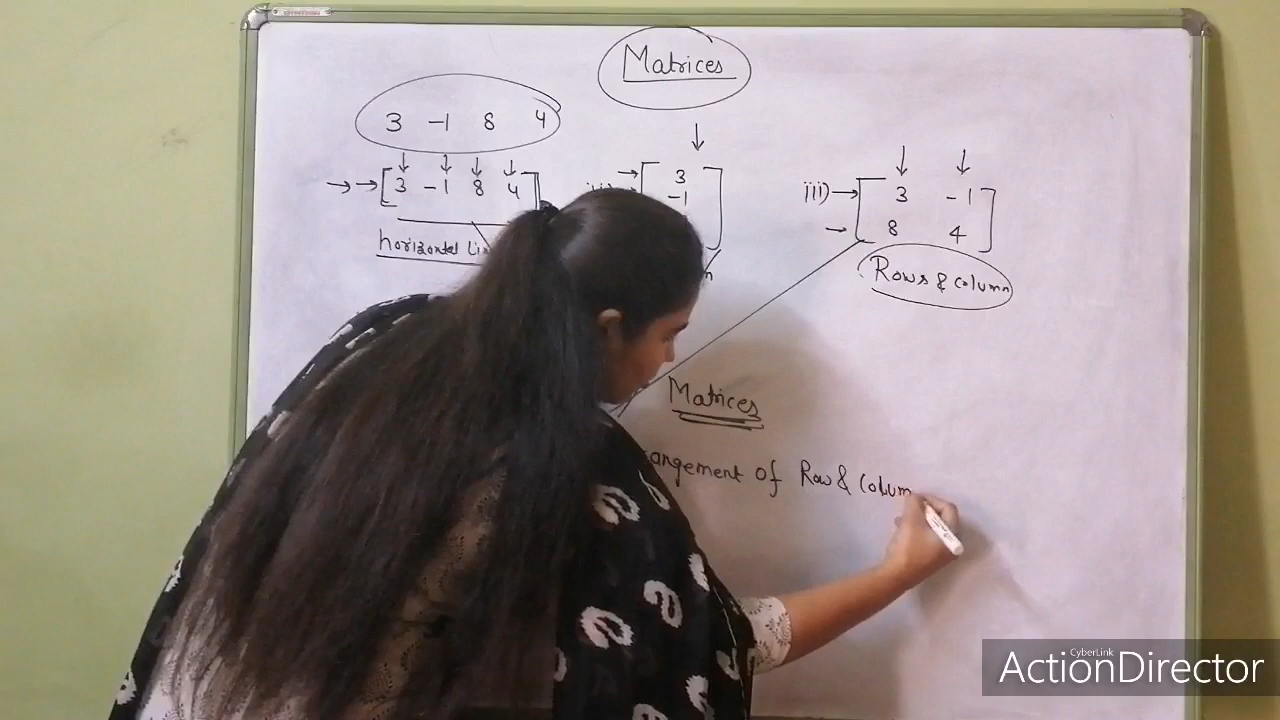 Matrices
3 -1 8 4
[3 -1 8 4]
horizontal
3
-1
iii) 3 -1
8 4
Rows & Column
Matrices
of Row & Colum
CyberLink
ActionDirector